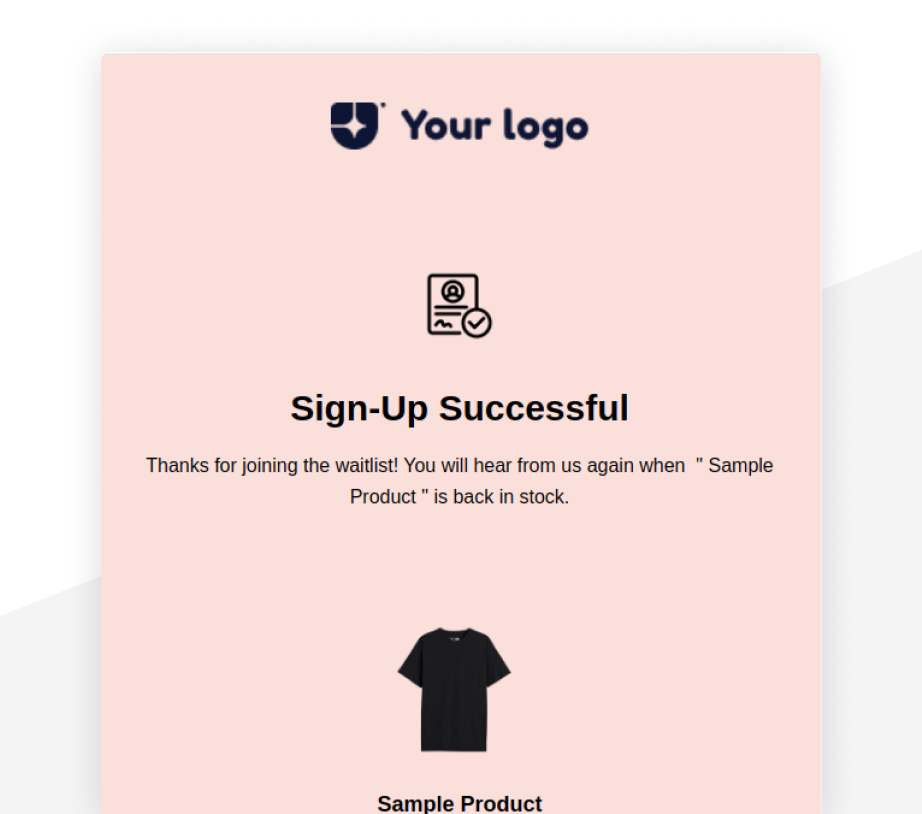 Your logo
Sign-Up Successful
Thanks for joining the waitlist! You will hear from us again when  " Sample
Product " is back in stock.
Sample Product